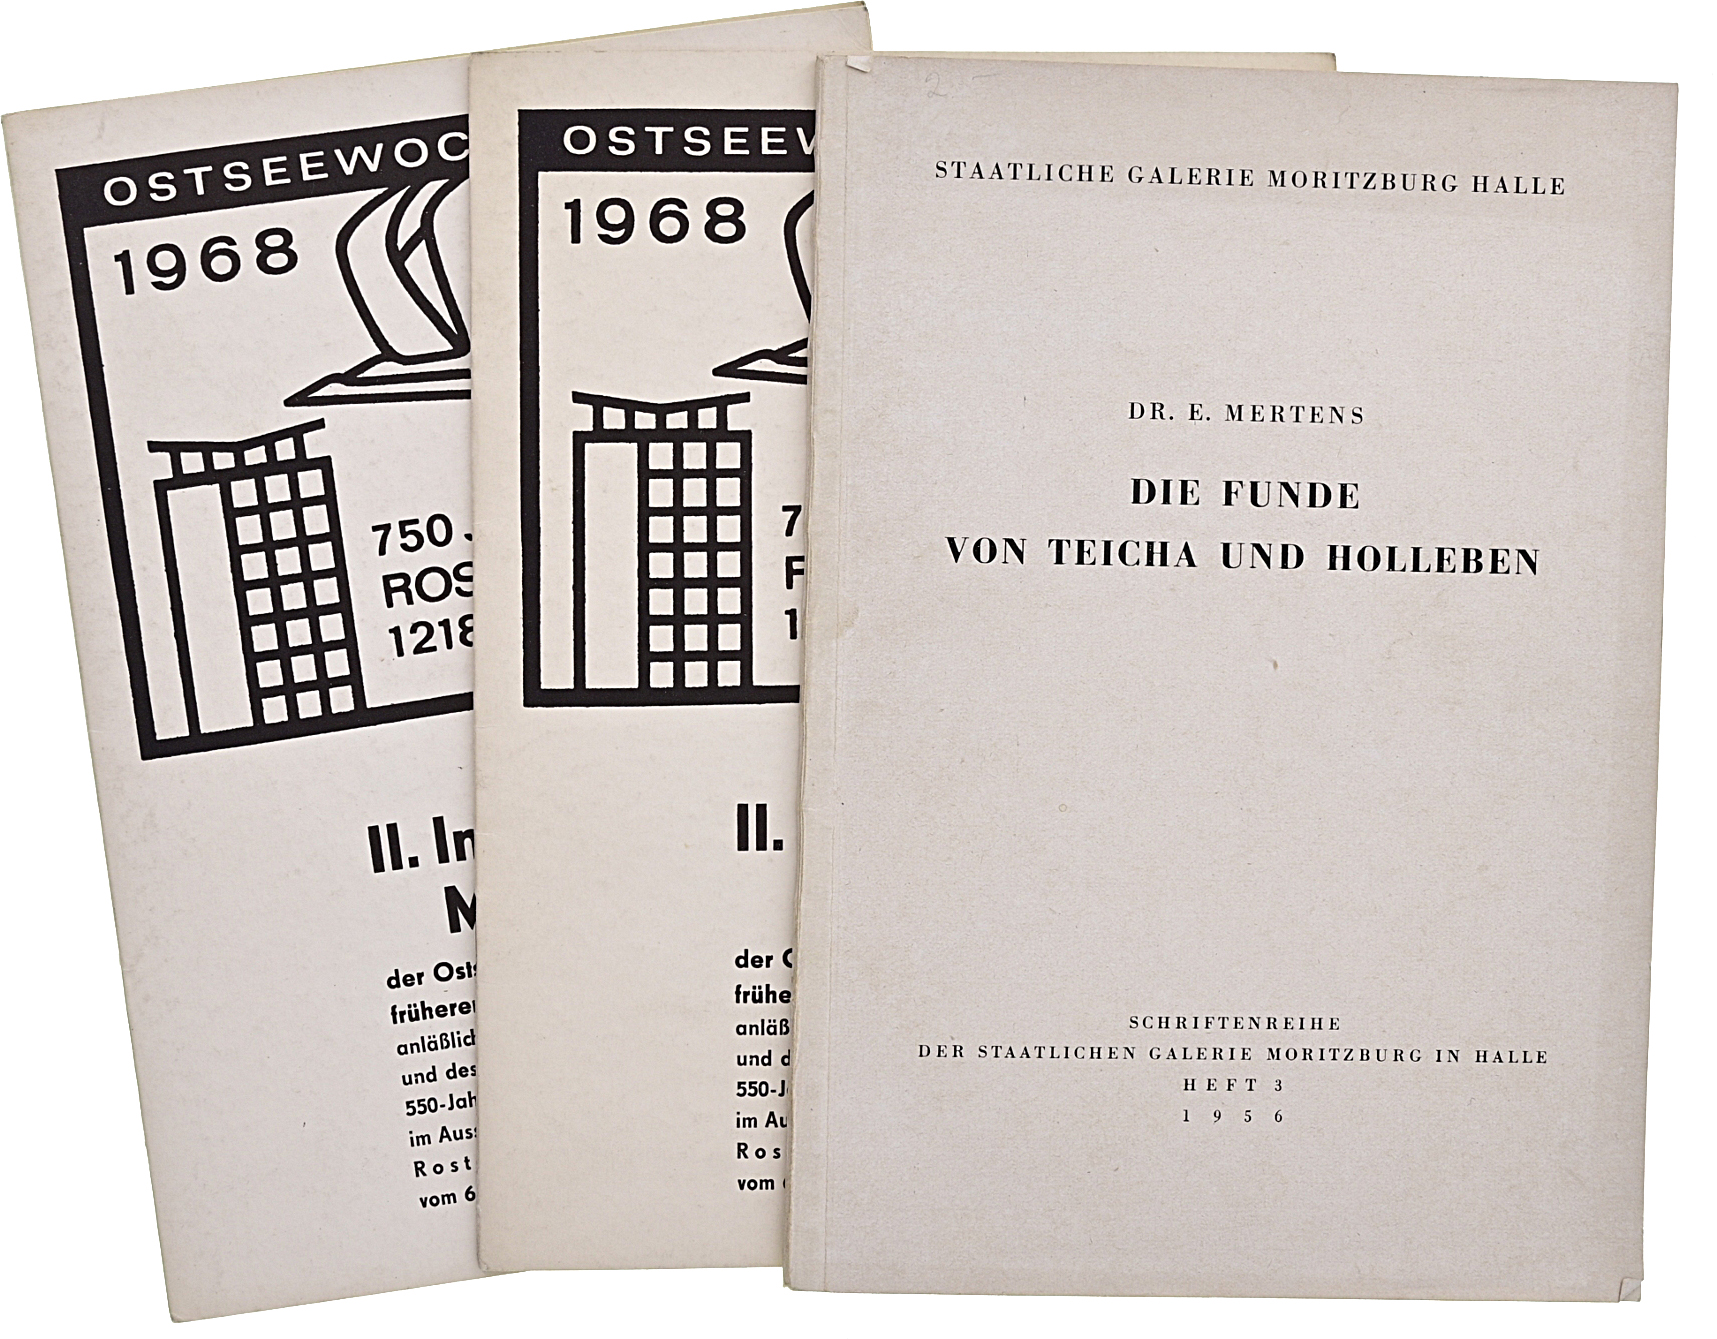 OSTSEEWOC
1968
750 J
ROS
1218
II. In
M
der Osts
früheren
anläßlich
und des
550-Jah
im Auss
Rost
vom 6
OSTSEEW
1968
7
II.
der O
frühe
anläß
und d
550-J
im Au
Ros
vom
STAATLICHE GALERIE MORITZBURG HALLE
DR. E. MERTENS
DIE FUNDE
VON TEICHA UND HOLLEBEN
SCHRIFTENREIHE
DER STAATLICHEN GALERIE MORITZBURG IN HALLE
HEFT 3
1956